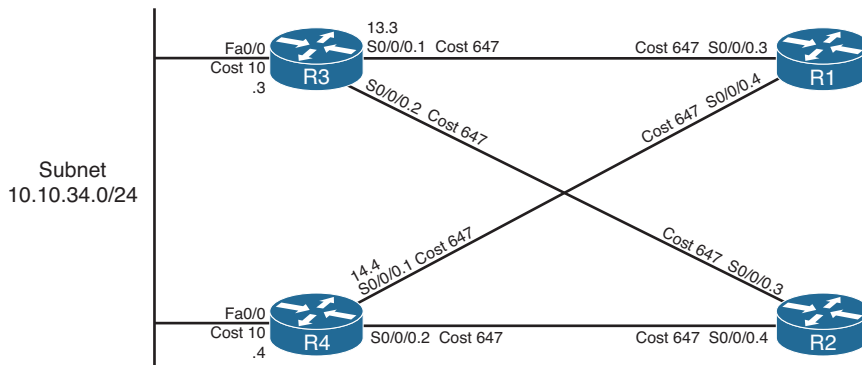 13.3
Fa0/0
S0/0/0.1 Cost 647
Cost 647 S0/0/0.3
Cost 10
.3
R3
R1
S0/0/0.2 Cost 647
Cost 647 S0/0/0.4
Subnet
10.10.34.0/24
14.4
S0/0/0.1 Cost 647
Cost 647 S0/0/0.3
Fa0/0
Cost 10
.4
R4
S0/0/0.2 Cost 647
Cost 647 S0/0/0.4
R2